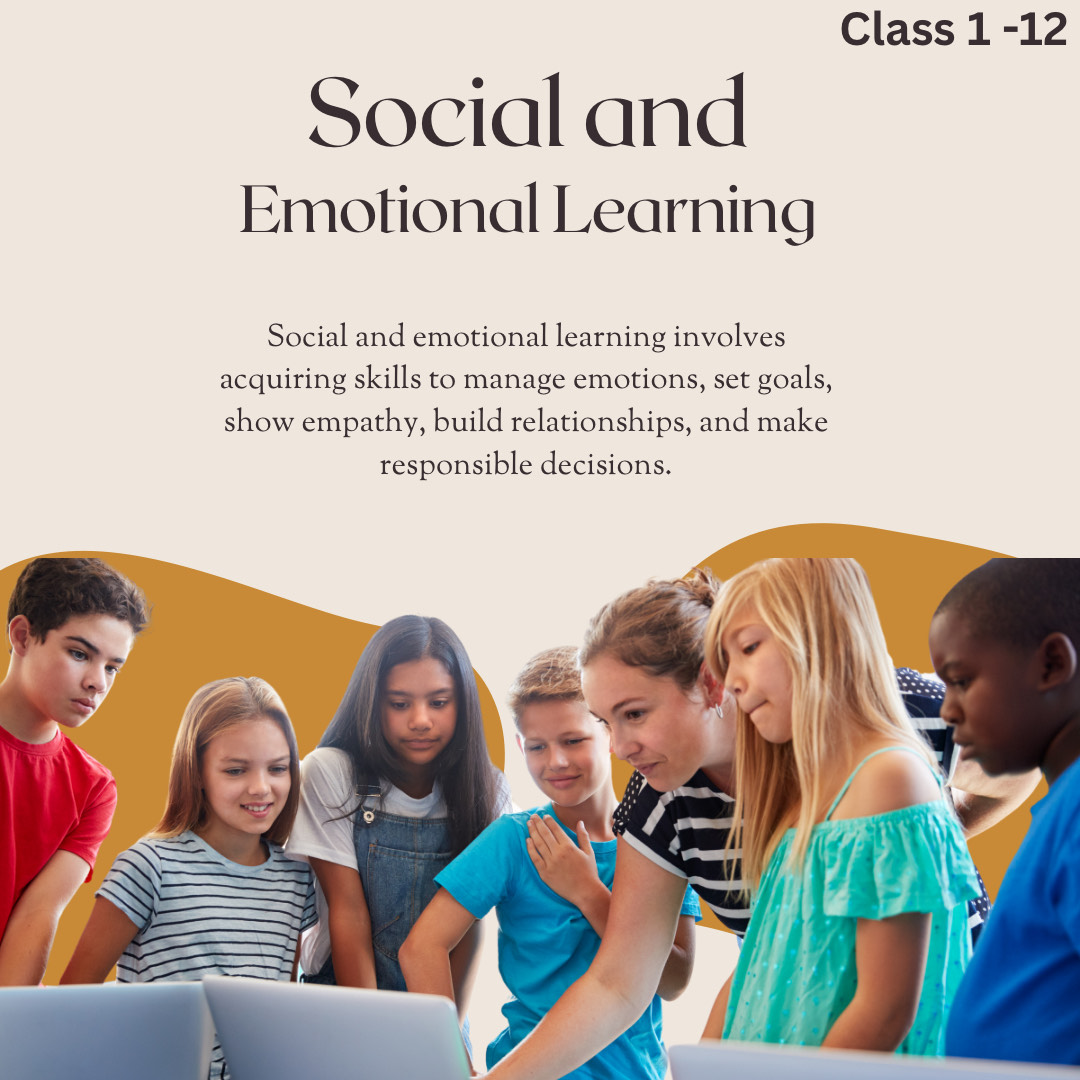 Class 1 -12
Social and
Emotional Learning
Social and emotional learning involves
acquiring skills to manage emotions, set goals,
show empathy, build relationships, and make
responsible decisions.